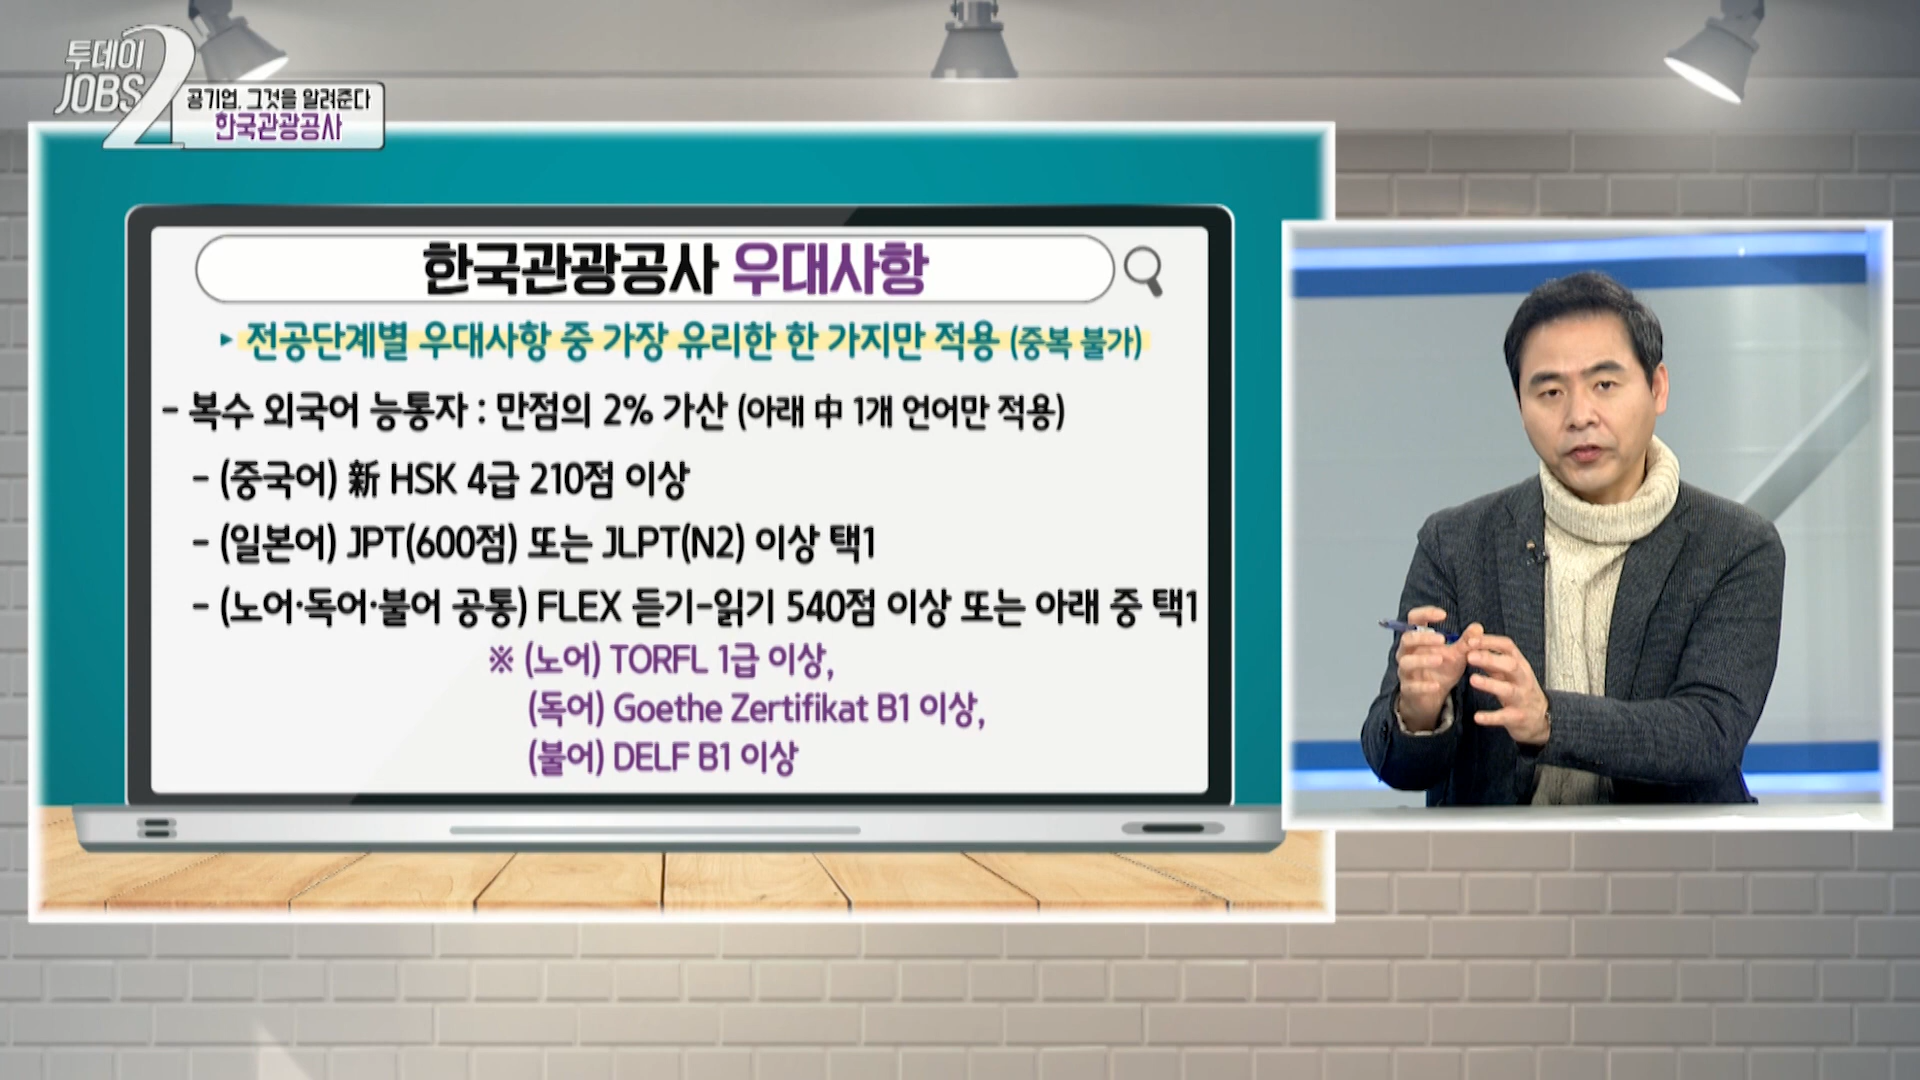 투데이
JOBS 2
공기업, 그것을 알려준다
한국관광공사
한국관광공사 우대사항
▸ 전공단계별 우대사항 중 가장 유리한 한 가지만 적용 (중복 불가)
- 복수 외국어 능통자 : 만점의 2% 가산 (아래 中 1개 언어만 적용)
- (중국어) 新 HSK 4급 210점 이상
- (일본어) JPT(600점) 또는 JLPT(N2) 이상 택1
- (노어·독어·불어 공통) FLEX 듣기-읽기 540점 이상 또는 아래 중 택1
※ (노어) TORFL 1급 이상,
(독어) Goethe Zertifikat B1 이상,
(불어) DELF B1 이상